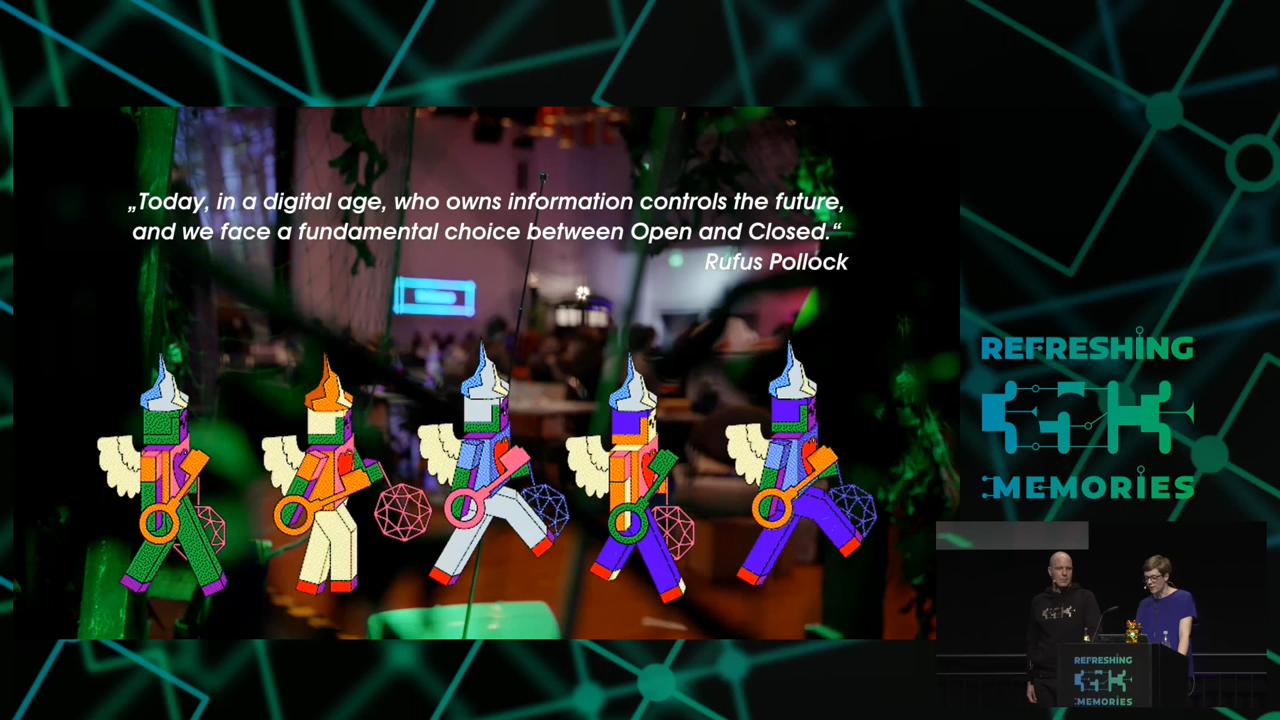 „Today, in a digital age, who owns information controls the future,
and we face a fundamental choice between Open and Closed.“
Rufus Pollock
REFRESHING
:MEMORIES
REFRESHING
:MEMORIES